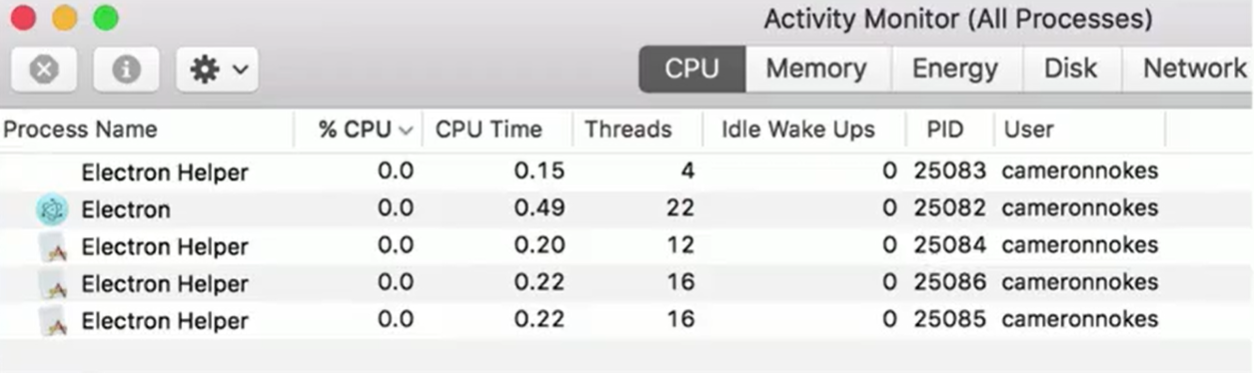 Activity Monitor (All Processes)
CPU Memory Energy Disk Network
Process Name % CPU CPU Time Threads Idle Wake Ups PID User
Electron Helper 0.0 0.15 4 0 25083 cameronnokes
Electron 0.0 0.49 22 0 25082 cameronnokes
Electron Helper 0.0 0.20 12 0 25084 cameronnokes
Electron Helper 0.0 0.22 16 0 25086 cameronnokes
Electron Helper 0.0 0.22 16 0 25085 cameronnokes